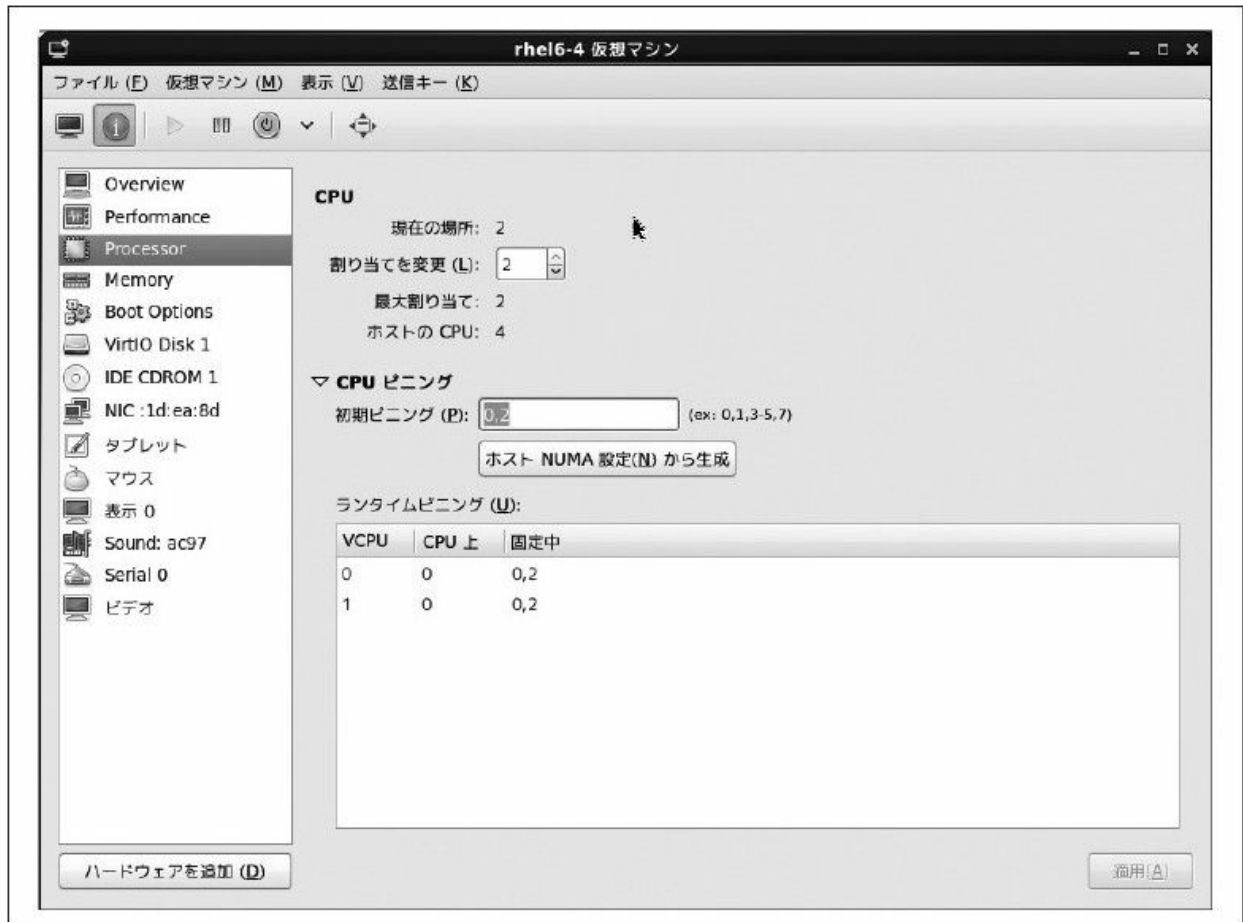 rhel6-4 仮想マシン
ファイル (F) 仮想マシン (M) 表示 (V) 送信キー (K)
Overview
Performance
Processor
Memory
Boot Options
VirtIO Disk 1
IDE CDROM 1
NIC :1d:ea:8d
タブレット
マウス
表示 0
Sound: ac97
Serial 0
ビデオ
ハードウェアを追加 (D)
CPU
現在の場所: 2
割り当てを変更 (L): 2
最大割り当て: 2
ホストの CPU: 4
CPU ピニング
初期ピニング (P): 0,2 (ex: 0,1,3-5,7)
ホスト NUMA 設定(N) から生成
ランタイムピニング (U):
VCPU CPU 上 固定中
0 0 0,2
1 0 0,2
適用(A)